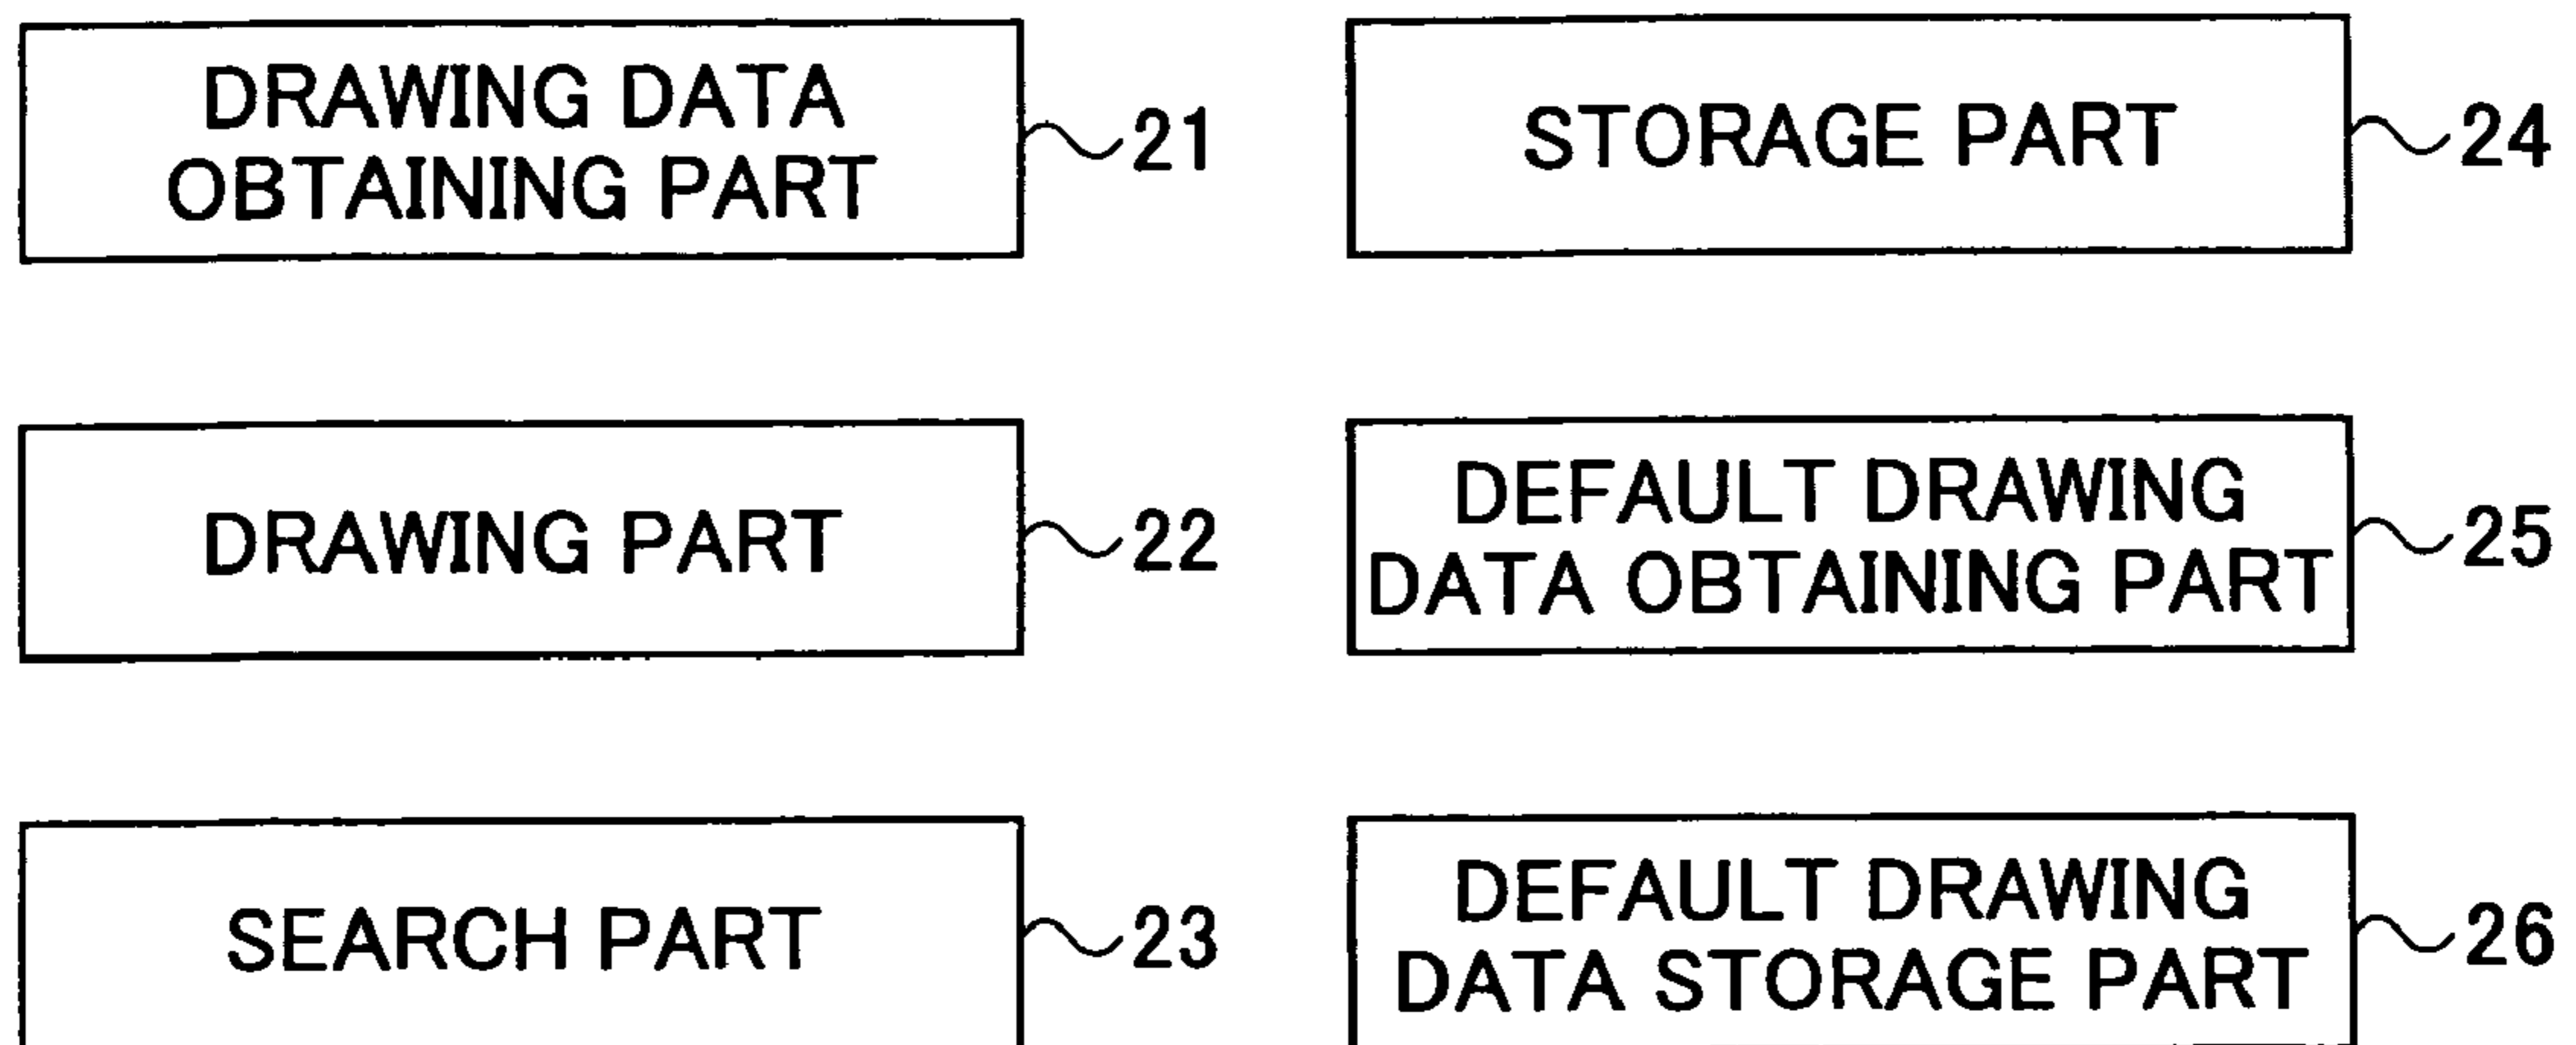 DRAWING DATA
OBTAINING PART
21
DRAWING PART
22
SEARCH PART
23
STORAGE PART
24
DEFAULT DRAWING
DATA OBTAINING PART
25
DEFAULT DRAWING
DATA STORAGE PART
26